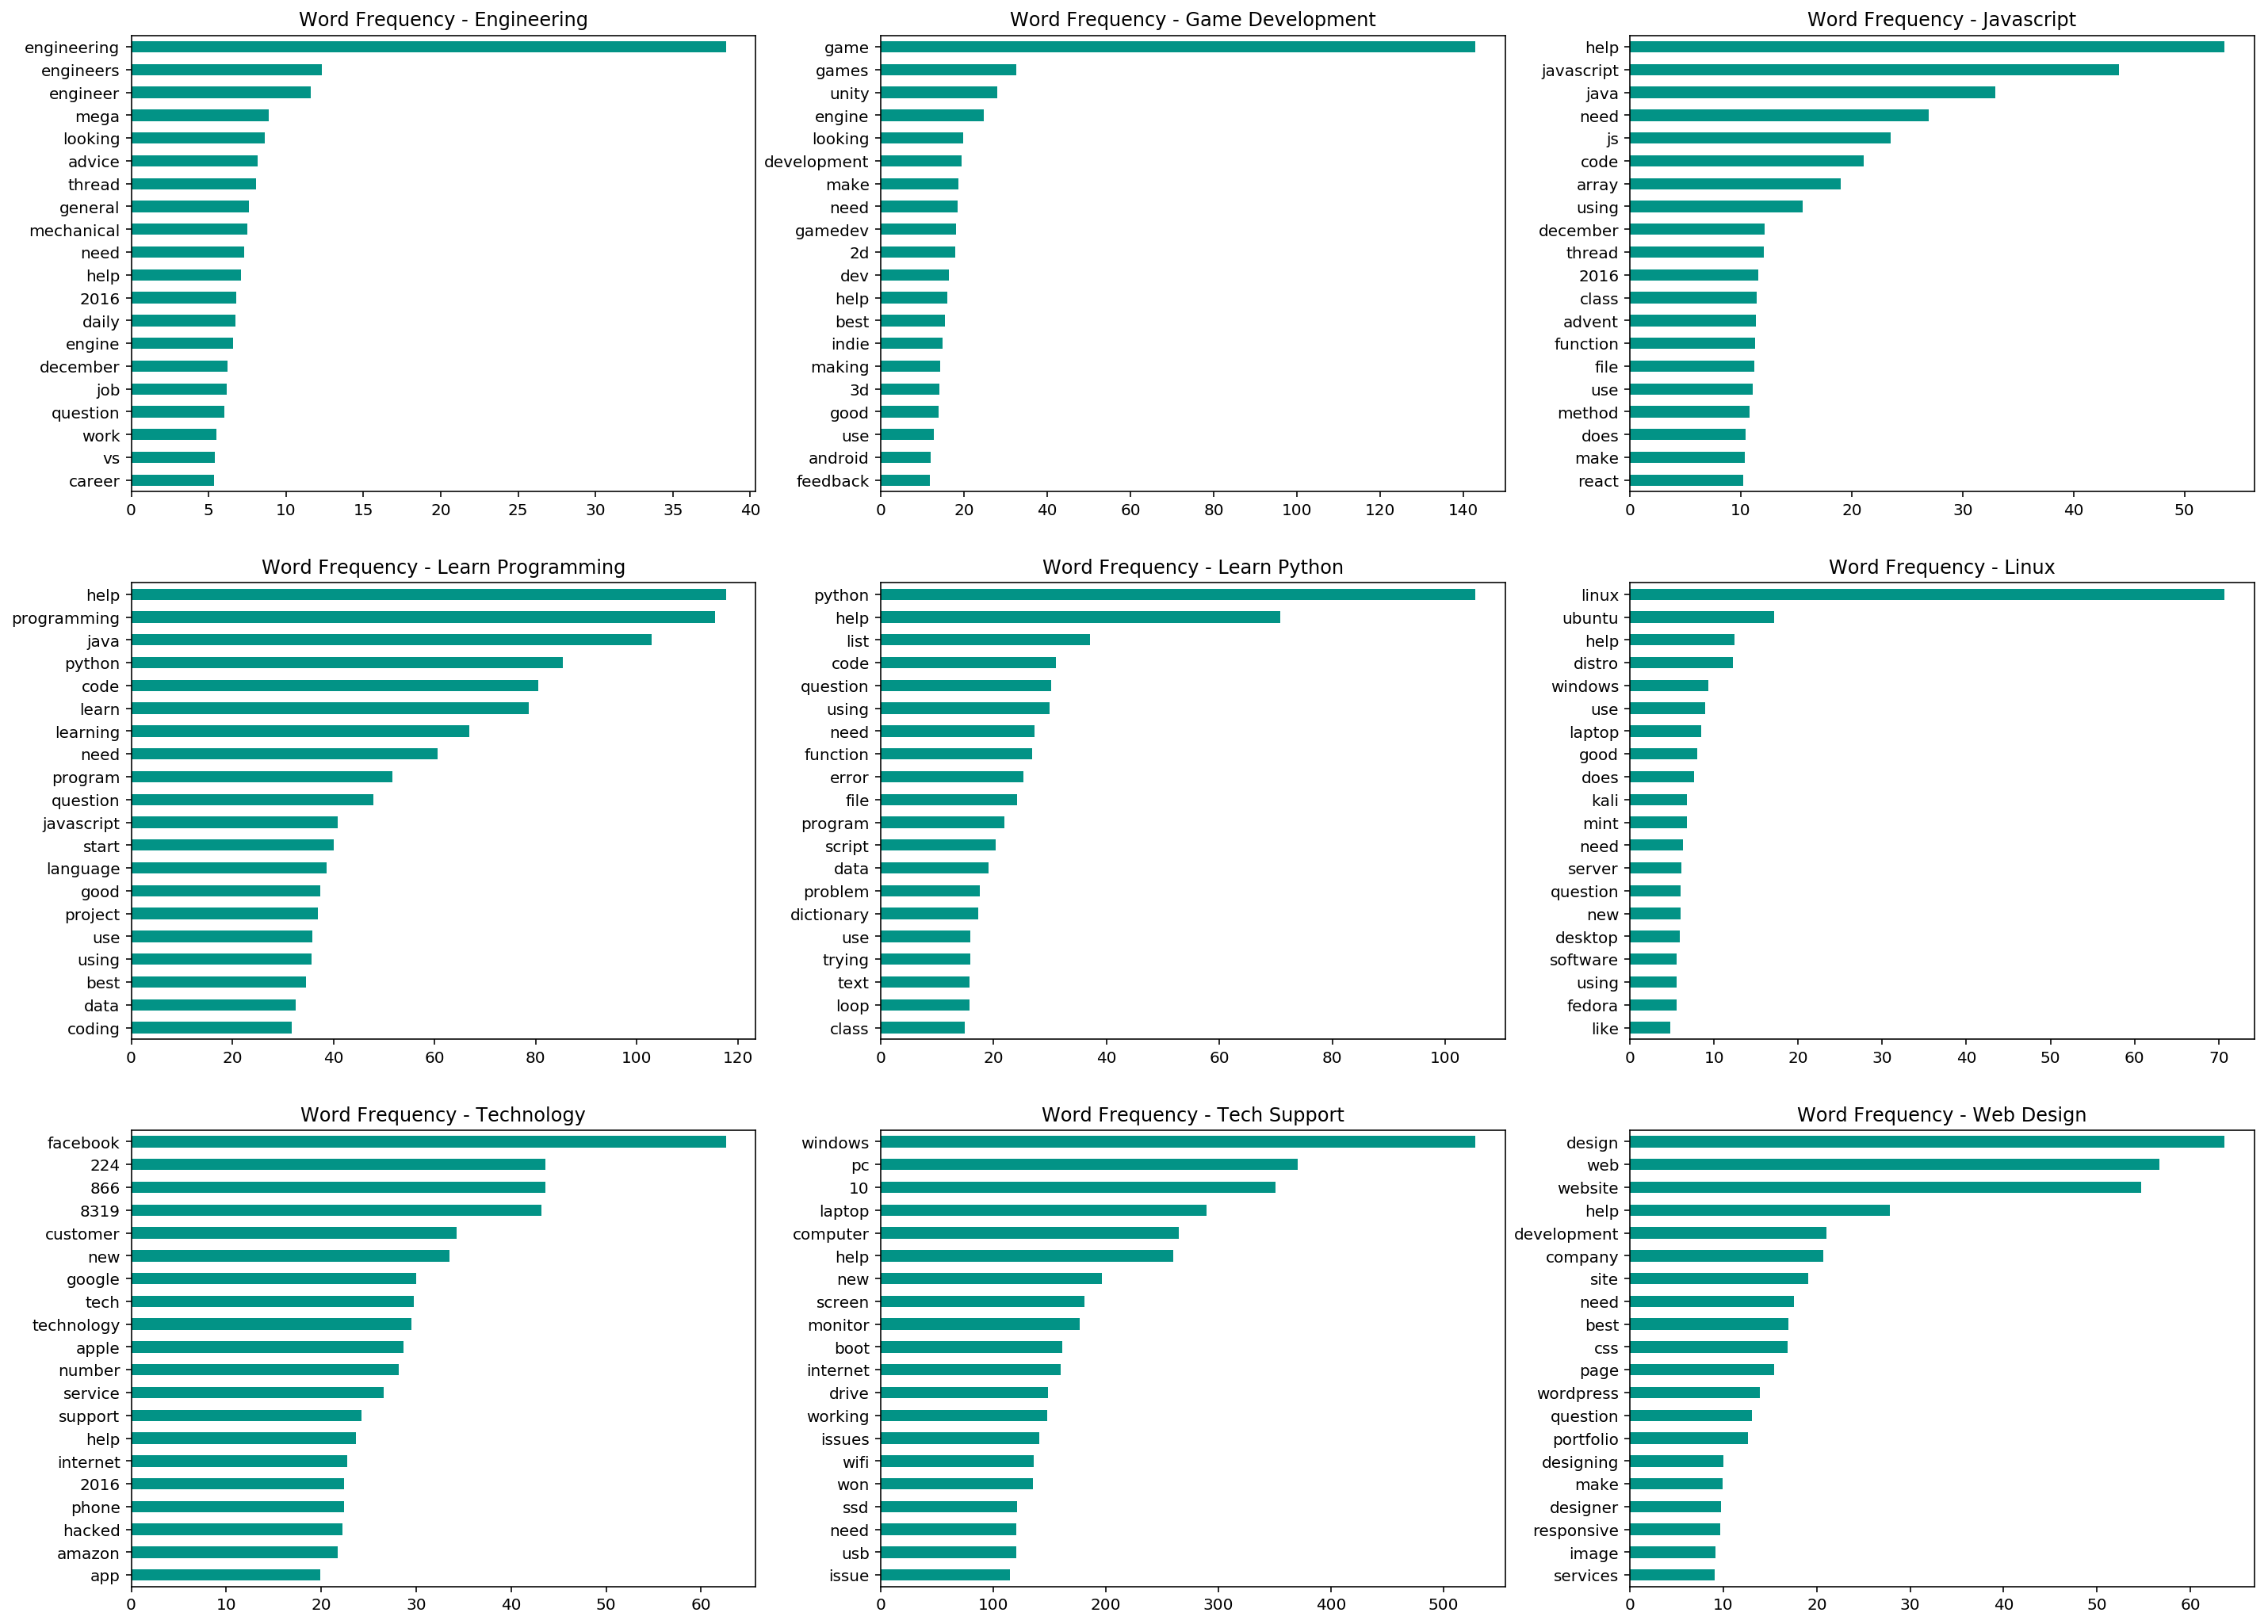 Word Frequency - Engineering
engineering
engineers
engineer
mega
looking
advice
thread
general
mechanical
need
help
2016
daily
engine
december
job
question
work
vs
career
0 5 10 15 20 25 30 35 40
Word Frequency - Game Development
game
games
unity
engine
looking
development
make
need
gamedev
2d
dev
help
best
indie
making
3d
good
use
android
feedback
0 20 40 60 80 100 120 140
Word Frequency - Javascript
help
javascript
java
need
js
code
array
using
december
thread
2016
class
advent
function
file
use
method
does
make
react
0 10 20 30 40 50
Word Frequency - Learn Programming
help
programming
java
python
code
learn
learning
need
program
question
javascript
start
language
good
project
use
using
best
data
coding
0 20 40 60 80 100 120
Word Frequency - Learn Python
python
help
list
code
question
using
need
function
error
file
program
script
data
problem
dictionary
use
trying
text
loop
class
0 20 40 60 80 100
Word Frequency - Linux
linux
ubuntu
help
distro
windows
use
laptop
good
does
kali
mint
need
server
question
new
desktop
software
using
fedora
like
0 10 20 30 40 50 60 70
Word Frequency - Technology
facebook
224
866
8319
customer
new
google
tech
technology
apple
number
service
support
help
internet
2016
phone
hacked
amazon
app
0 10 20 30 40 50 60
Word Frequency - Tech Support
windows
pc
10
laptop
computer
help
new
screen
monitor
boot
internet
drive
working
issues
wifi
won
ssd
need
usb
issue
0 100 200 300 400 500
Word Frequency - Web Design
design
web
website
help
development
company
site
need
best
css
page
wordpress
question
portfolio
designing
make
designer
responsive
image
services
0 10 20 30 40 50 60